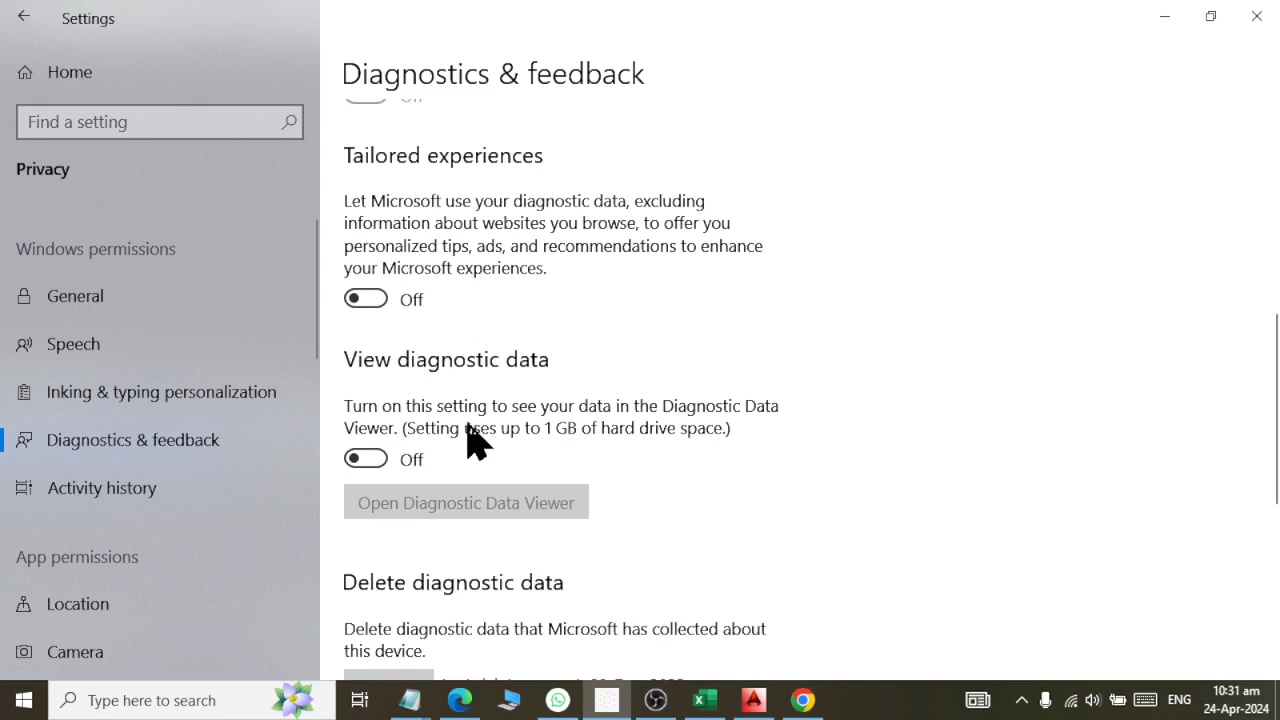 Settings
Home
Find a setting
Privacy
Windows permissions
General
Speech
Inking & typing personalization
Diagnostics & feedback
Activity history
App permissions
Location
Camera
Diagnostics & feedback
Off
Tailored experiences
Let Microsoft use your diagnostic data, excluding
information about websites you browse, to offer you
personalized tips, ads, and recommendations to enhance
your Microsoft experiences.
Off
View diagnostic data
Turn on this setting to see your data in the Diagnostic Data
Viewer. (Setting uses up to 1 GB of hard drive space.)
Off
Open Diagnostic Data Viewer
Delete diagnostic data
Delete diagnostic data that Microsoft has collected about
this device.
Type here to search
ENG
10:31 am
24-Apr-2024